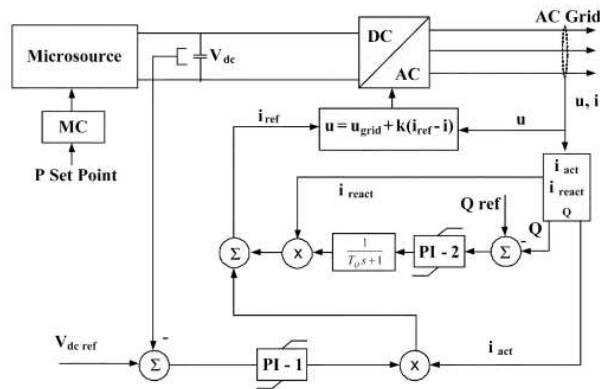 AC Grid
Microsource
V dc
DC
AC
u, i
MC
i ref
u = u grid + k(i ref - i)
u
P Set Point
i act
i react
Q
i react
Q ref
Q
-
Σ
X
1
T Q s + 1
PI - 2
Σ
V dc ref
-
Σ
PI - 1
X
i act